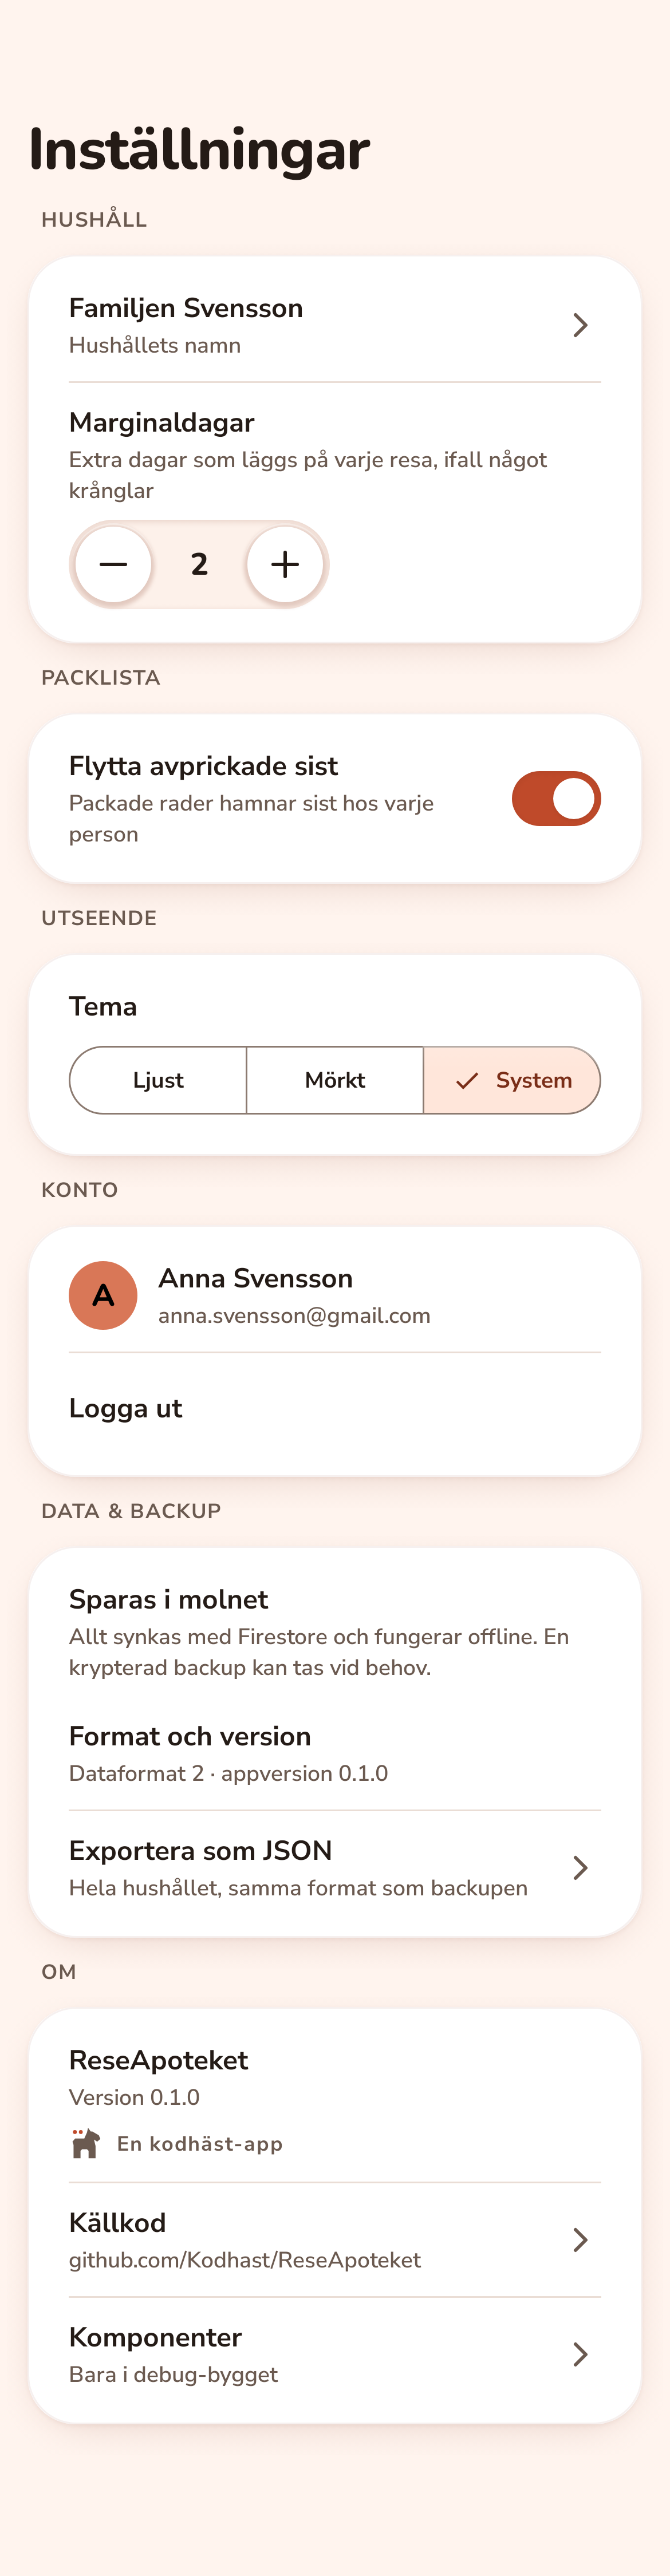 Inställningar
HUSHÅLL
Familjen Svensson
Hushållets namn
Marginaldagar
Extra dagar som läggs på varje resa, ifall något
krånglar
2
PACKLISTA
Flytta avprickade sist
Packade rader hamnar sist hos varje
person
UTSEENDE
Tema
Ljust
Mörkt
System
KONTO
A
Anna Svensson
anna.svensson@gmail.com
Logga ut
DATA & BACKUP
Sparas i molnet
Allt synkas med Firestore och fungerar offline. En
krypterad backup kan tas vid behov.
Format och version
Dataformat 2 · appversion 0.1.0
Exportera som JSON
Hela hushållet, samma format som backupen
OM
ReseApoteket
Version 0.1.0
En kodhäst-app
Källkod
github.com/Kodhast/ReseApoteket
Komponenter
Bara i debug-bygget